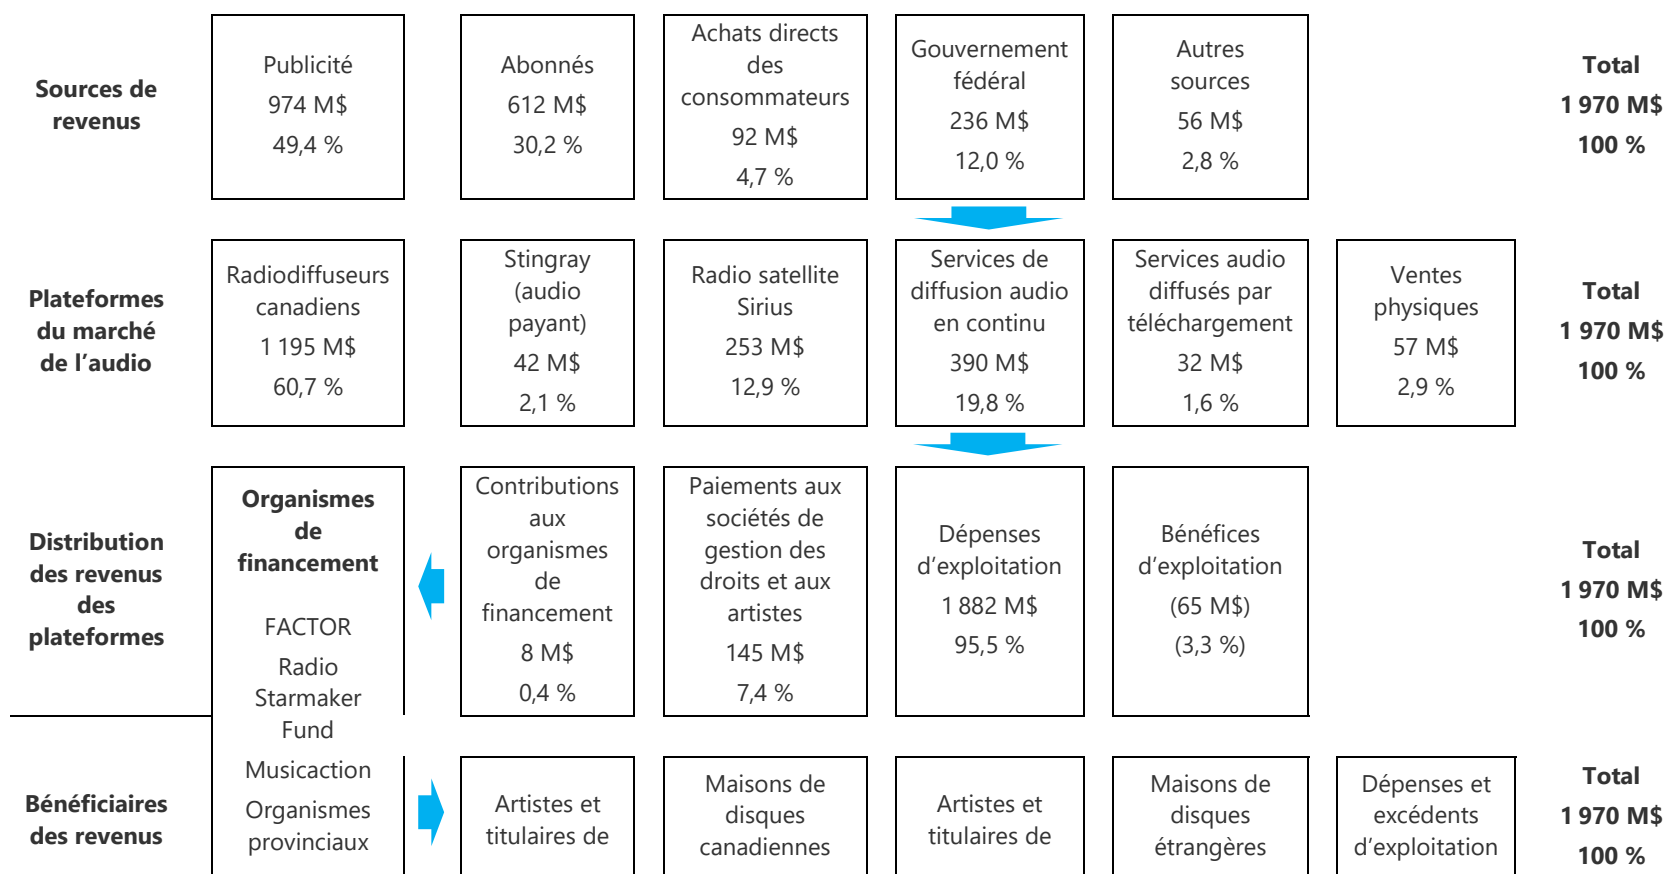 Sources de
revenus
Publicité
974 M$
49,4 %
Abonnés
612 M$
30,2 %
Achats directs
des
consommateurs
92 M$
4,7 %
Gouvernement
fédéral
236 M$
12,0 %
Autres
sources
56 M$
2,8 %
Total
1 970 M$
100 %
Plateformes
du marché
de l’audio
Radiodiffuseurs
canadiens
1 195 M$
60,7 %
Stingray
(audio
payant)
42 M$
2,1 %
Radio satellite
Sirius
253 M$
12,9 %
Services de
diffusion audio
en continu
390 M$
19,8 %
Services audio
diffusés par
téléchargement
32 M$
1,6 %
Ventes
physiques
57 M$
2,9 %
Total
1 970 M$
100 %
Distribution
des revenus
des
plateformes
Organismes
de
financement
FACTOR
Radio
Starmaker
Fund
Musicaction
Organismes
provinciaux
Contributions
aux
organismes
de
financement
8 M$
0,4 %
Paiements aux
sociétés de
gestion des
droits et aux
artistes
145 M$
7,4 %
Dépenses
d’exploitation
1 882 M$
95,5 %
Bénéfices
d’exploitation
(65 M$)
(3,3 %)
Total
1 970 M$
100 %
Bénéficiaires
des revenus
Artistes et
titulaires de
Maisons de
disques
canadiennes
Artistes et
titulaires de
Maisons de
disques
étrangères
Dépenses et
excédents
d’exploitation
Total
1 970 M$
100 %